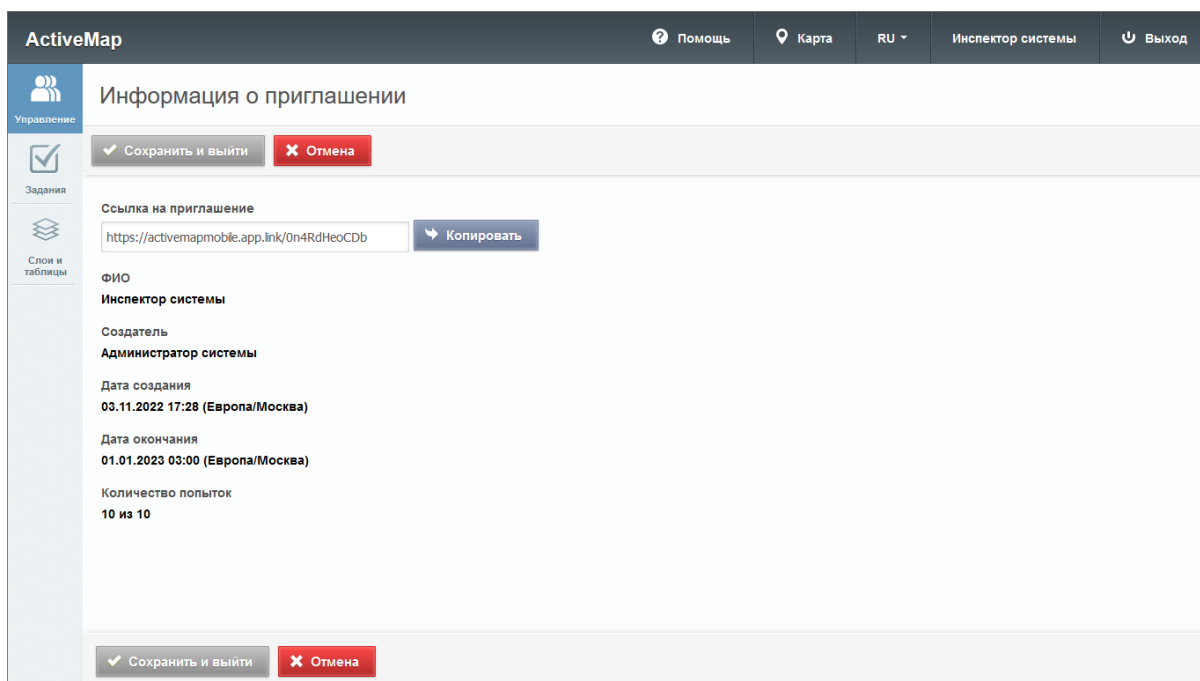 ActiveMap
Помощь
Карта
RU
Инспектор системы
Выход
Управление
Задания
Слои и
таблицы
Информация о приглашении
Сохранить и выйти
Отмена
Ссылка на приглашение
https://activemapmobile.app.link/0n4RdHeoCDb
Копировать
ФИО
Инспектор системы
Создатель
Администратор системы
Дата создания
03.11.2022 17:28 (Европа/Москва)
Дата окончания
01.01.2023 03:00 (Европа/Москва)
Количество попыток
10 из 10
Сохранить и выйти
Отмена